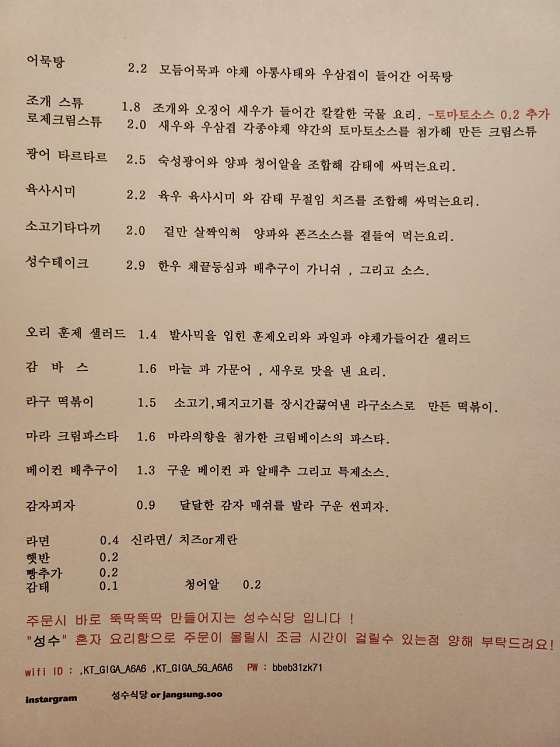 어묵탕 2.2 모듬어묵과 야채 아롱사태와 우삼겹이 들어간 어묵탕
조개 스튜 1.8 조개와 오징어 새우가 들어간 칼칼한 국물 요리. -토마토소스 0.2 추가
로제크림스튜 2.0 새우와 우삼겹 각종야채 약간의 토마토소스를 첨가해 만든 크림스튜
광어 타르타르 2.5 숙성광어와 양파 청어알을 조합해 감태에 싸먹는요리.
육사시미 2.2 육우 육사시미 와 감태 무절임 치즈를 조합해 싸먹는요리.
소고기타다끼 2.0 겉만 살짝익혀 양파와 폰즈소스를 곁들여 먹는요리.
성수테이크 2.9 한우 채끝등심과 배추구이 가니쉬 , 그리고 소스.
오리 훈제 샐러드 1.4 발사믹을 입힌 훈제오리와 과일과 야채가들어간 샐러드
감 바 스 1.6 마늘 과 가문어 , 새우로 맛을 낸 요리.
라구 떡볶이 1.5 소고기,돼지고기를 장시간끓여낸 라구소스로 만든 떡볶이.
마라 크림파스타 1.6 마라의향을 첨가한 크림베이스의 파스타.
베이컨 배추구이 1.3 구운 베이컨 과 알배추 그리고 특제소스.
감자피자 0.9 달달한 감자 매쉬를 발라 구운 씬피자.
라면 0.4 신라면/ 치즈or계란
햇반 0.2
빵추가 0.2
감태 0.1 청어알 0.2
주문시 바로 뚝딱뚝딱 만들어지는 성수식당 입니다 !
"성수" 혼자 요리함으로 주문이 몰릴시 조금 시간이 걸릴수 있는점 양해 부탁드려요!
wifi ID : ,KT_GIGA_A6A6 ,KT_GIGA_5G_A6A6 PW : bbeb31zk71
instargram 성수식당 or jangsung.soo